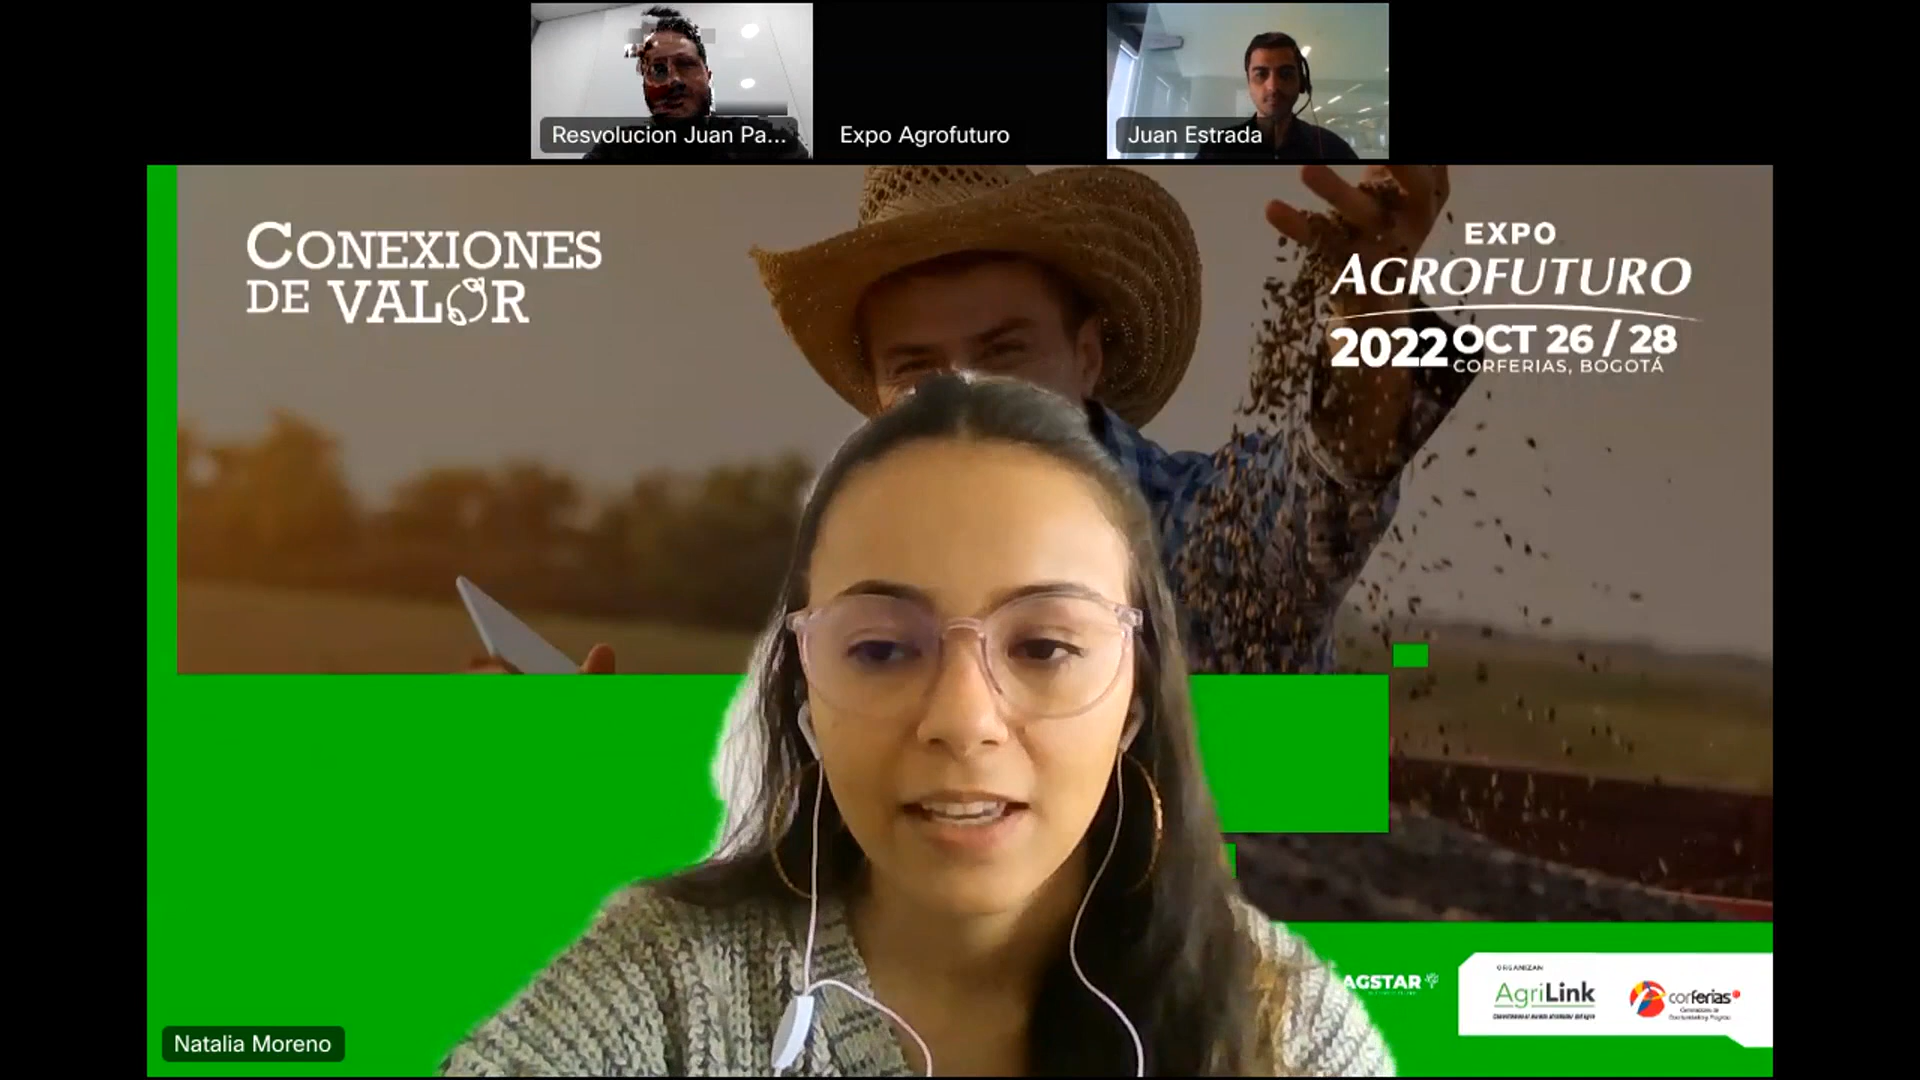 Resvolucion Juan Pa...
Expo Agrofuturo
Juan Estrada
CONEXIONES
DE VALOR
EXPO
AGROFUTURO
2022 OCT 26 / 28
CORFERIAS, BOGOTÁ
AGSTAR
ORGANIZAN
AgriLink
corferias
Natalia Moreno